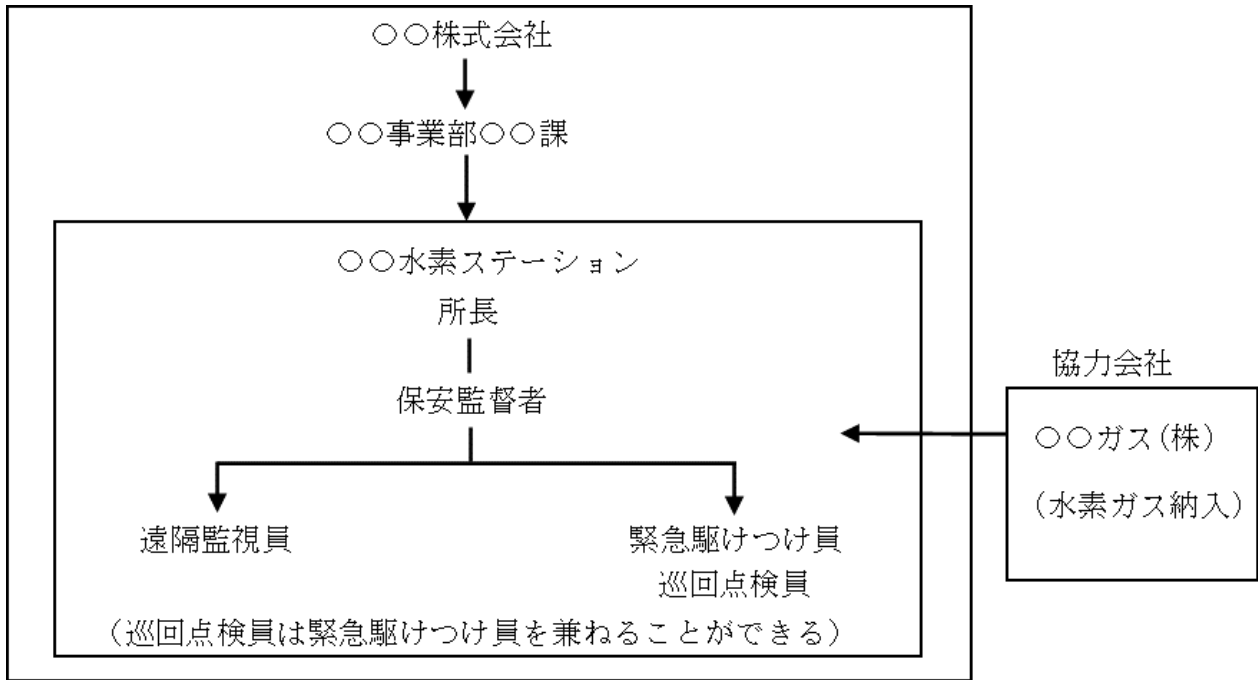 ○○株式会社
○○事業部○○課
○○水素ステーション
所長
保安監督者
遠隔監視員
緊急駆けつけ員
巡回点検員
（巡回点検員は緊急駆けつけ員を兼ねることができる）
協力会社
○○ガス(株)
(水素ガス納入)